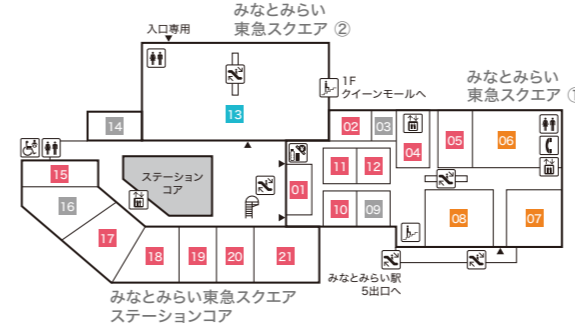 みなとみらい
東急スクエア ②
入口専用
1F
クイーンモールへ
みなとみらい
東急スクエア ①
13
14
02
03
04
05
06
11
12
01
10
09
08
07
ステーション
コア
15
16
17
18
19
20
21
みなとみらい駅
5出口へ
みなとみらい東急スクエア
ステーションコア